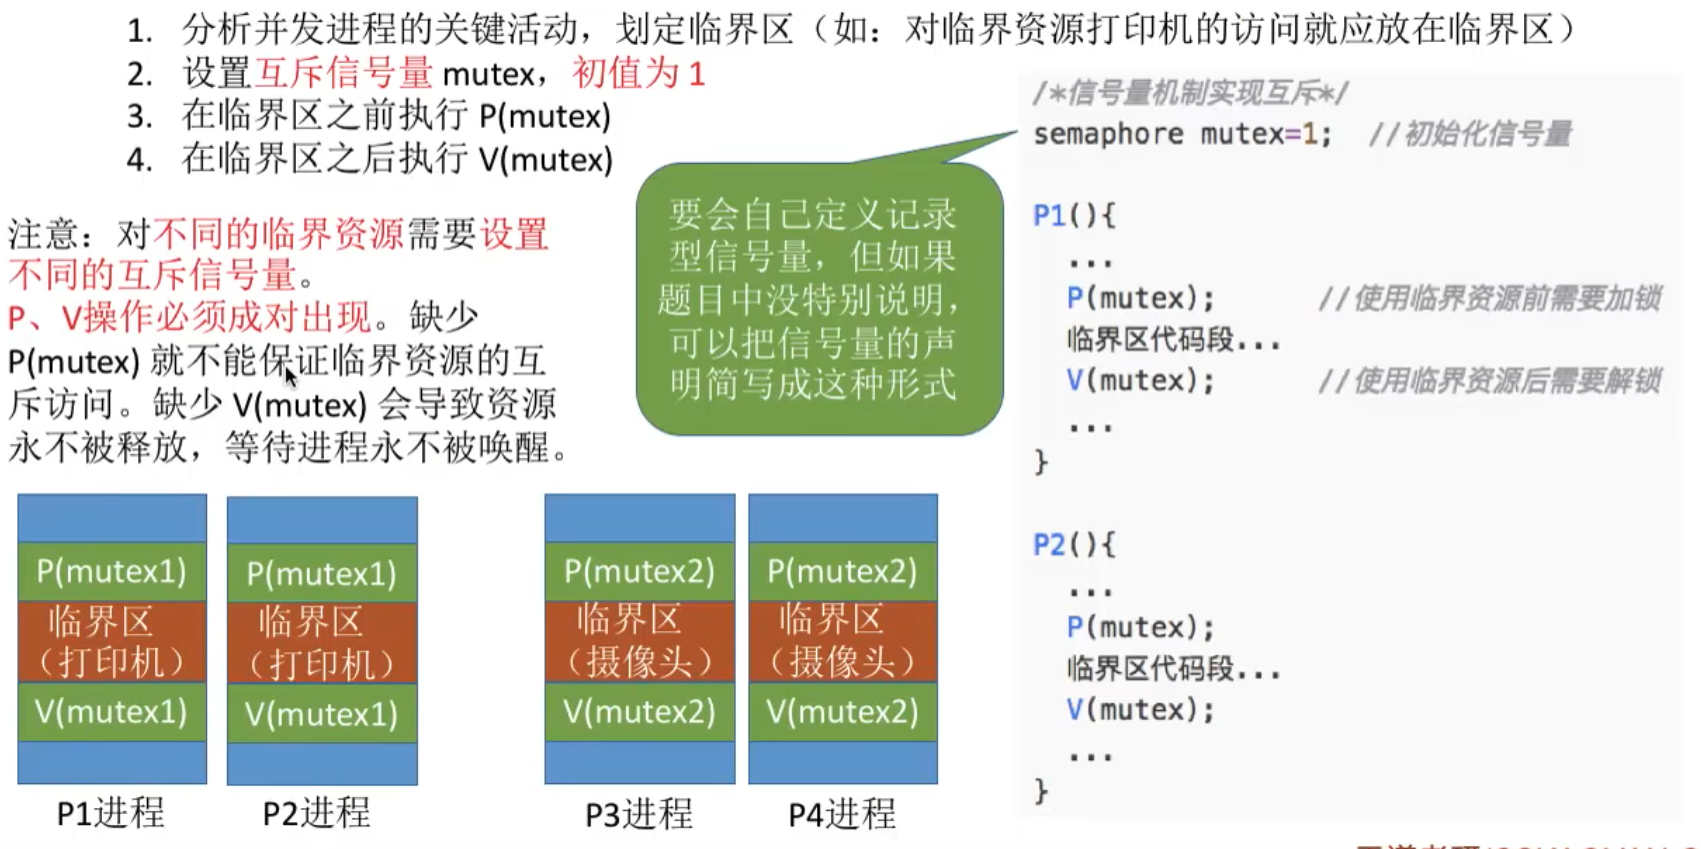 1. 分析并发进程的关键活动，划定临界区（如：对临界资源打印机的访问就应放在临界区）
2. 设置互斥信号量 mutex，初值为 1
3. 在临界区之前执行 P(mutex)
4. 在临界区之后执行 V(mutex)
注意：对不同的临界资源需要设置
不同的互斥信号量。
P、V操作必须成对出现。缺少
P(mutex) 就不能保证临界资源的互
斥访问。缺少 V(mutex) 会导致资源
永不被释放，等待进程永不被唤醒。
要会自己定义记录
型信号量，但如果
题目中没特别说明，
可以把信号量的声
明简写成这种形式
/*信号量机制实现互斥*/
semaphore mutex=1; //初始化信号量
P1(){
...
P(mutex); //使用临界资源前需要加锁
临界区代码段...
V(mutex); //使用临界资源后需要解锁
...
}
P2(){
...
P(mutex);
临界区代码段...
V(mutex);
...
}
P(mutex1)
临界区
（打印机）
V(mutex1)
P1进程
P(mutex1)
临界区
（打印机）
V(mutex1)
P2进程
P(mutex2)
临界区
（摄像头）
V(mutex2)
P3进程
P(mutex2)
临界区
（摄像头）
V(mutex2)
P4进程